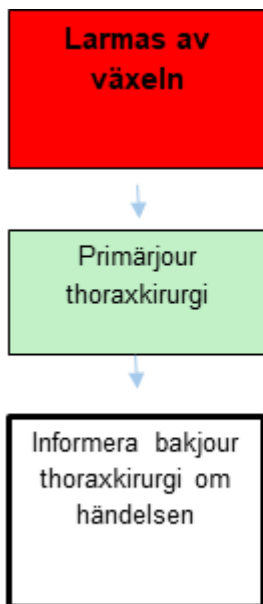 Larmas av
växeln
Primärjour
thoraxkirurgi
Informera bakjour
thoraxkirurgi om
händelsen